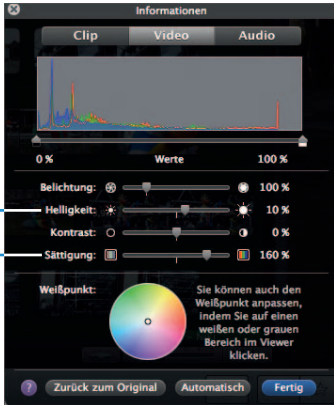 Informationen
Clip Video Audio
0 % Werte 100 %
Belichtung: 100 %
Helligkeit: 10 %
Kontrast: 0 %
Sättigung: 160 %
Weißpunkt:
Sie können auch den
Weißpunkt anpassen,
indem Sie auf einen
weißen oder grauen
Bereich im Viewer
klicken.
? Zurück zum Original Automatisch Fertig